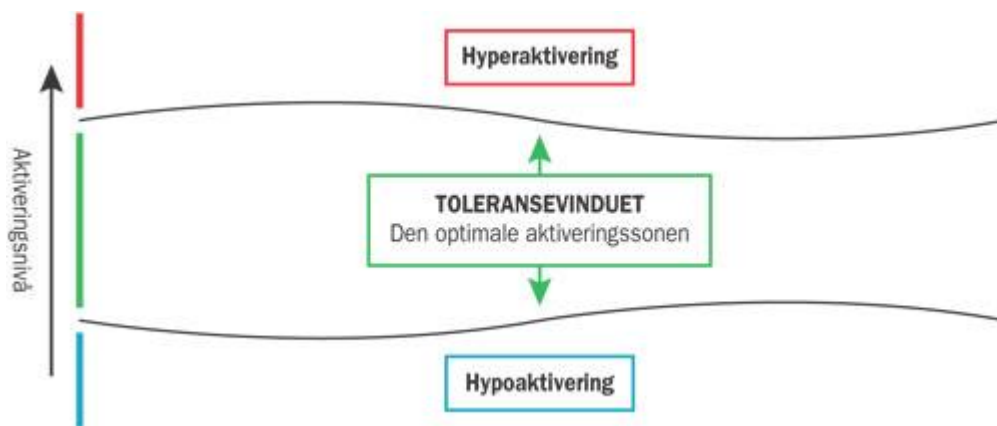 Hyperaktivering
Aktiveringsnivå
TOLERANSEVINDUET
Den optimale aktiveringssonen
Hypoaktivering